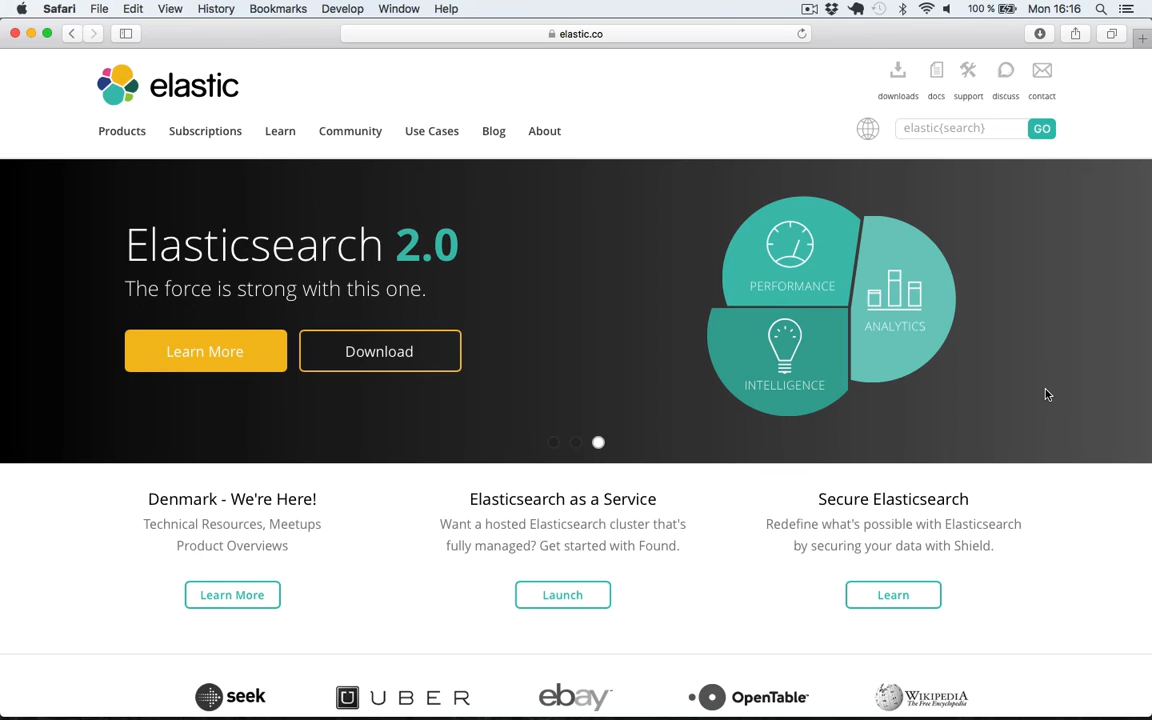 Safari File Edit View History Bookmarks Develop Window Help 100 % Mon 16:16
elastic.co
elastic
downloads docs support discuss contact
Products Subscriptions Learn Community Use Cases Blog About
elastic{search} GO
Elasticsearch 2.0
The force is strong with this one.
Learn More Download
PERFORMANCE
ANALYTICS
INTELLIGENCE
Denmark - We're Here!
Technical Resources, Meetups
Product Overviews
Learn More
Elasticsearch as a Service
Want a hosted Elasticsearch cluster that's
fully managed? Get started with Found.
Launch
Secure Elasticsearch
Redefine what's possible with Elasticsearch
by securing your data with Shield.
Learn
seek
UBER
ebay
OpenTable
WIKIPEDIA
The Free Encyclopedia